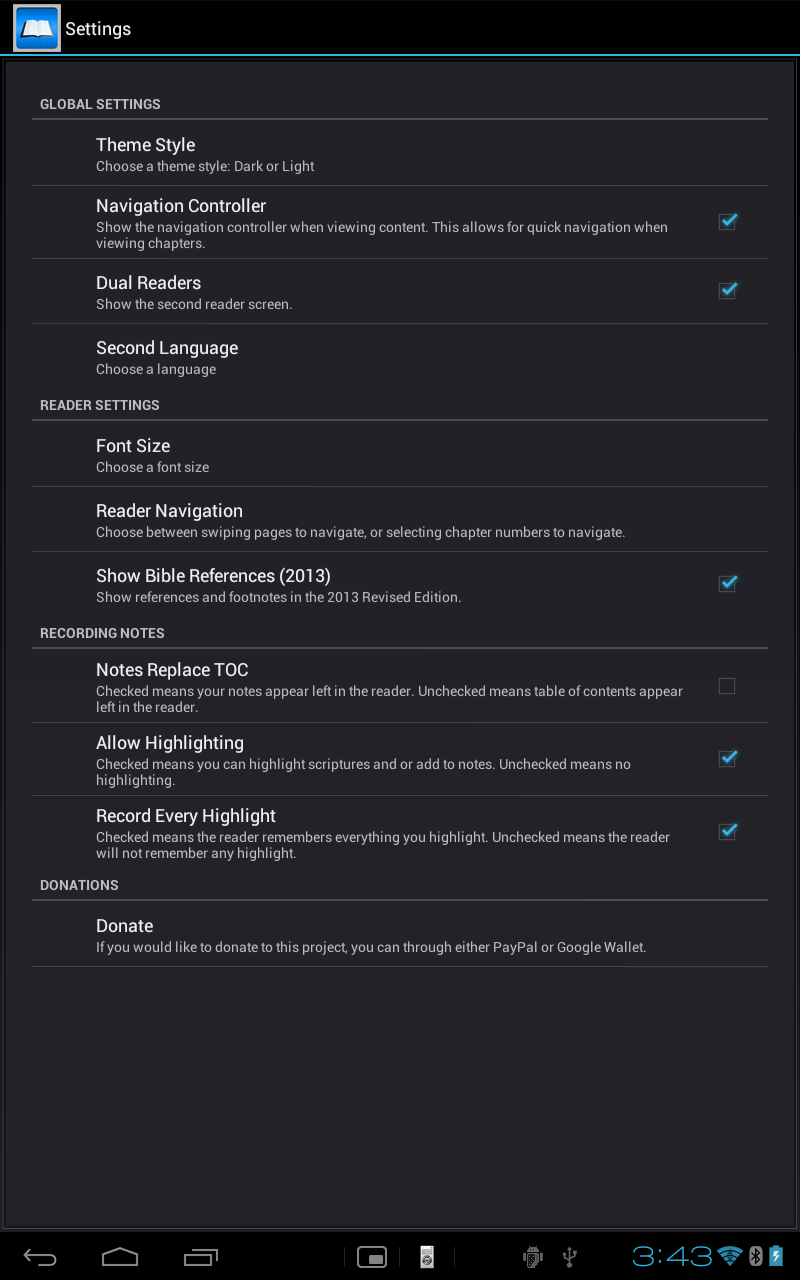 Settings
GLOBAL SETTINGS
Theme Style
Choose a theme style: Dark or Light
Navigation Controller
Show the navigation controller when viewing content. This allows for quick navigation when
viewing chapters.
Dual Readers
Show the second reader screen.
Second Language
Choose a language
READER SETTINGS
Font Size
Choose a font size
Reader Navigation
Choose between swiping pages to navigate, or selecting chapter numbers to navigate.
Show Bible References (2013)
Show references and footnotes in the 2013 Revised Edition.
RECORDING NOTES
Notes Replace TOC
Checked means your notes appear left in the reader. Unchecked means table of contents appear
left in the reader.
Allow Highlighting
Checked means you can highlight scriptures and or add to notes. Unchecked means no
highlighting.
Record Every Highlight
Checked means the reader remembers everything you highlight. Unchecked means the reader
will not remember any highlight.
DONATIONS
Donate
If you would like to donate to this project, you can through either PayPal or Google Wallet.
3:43